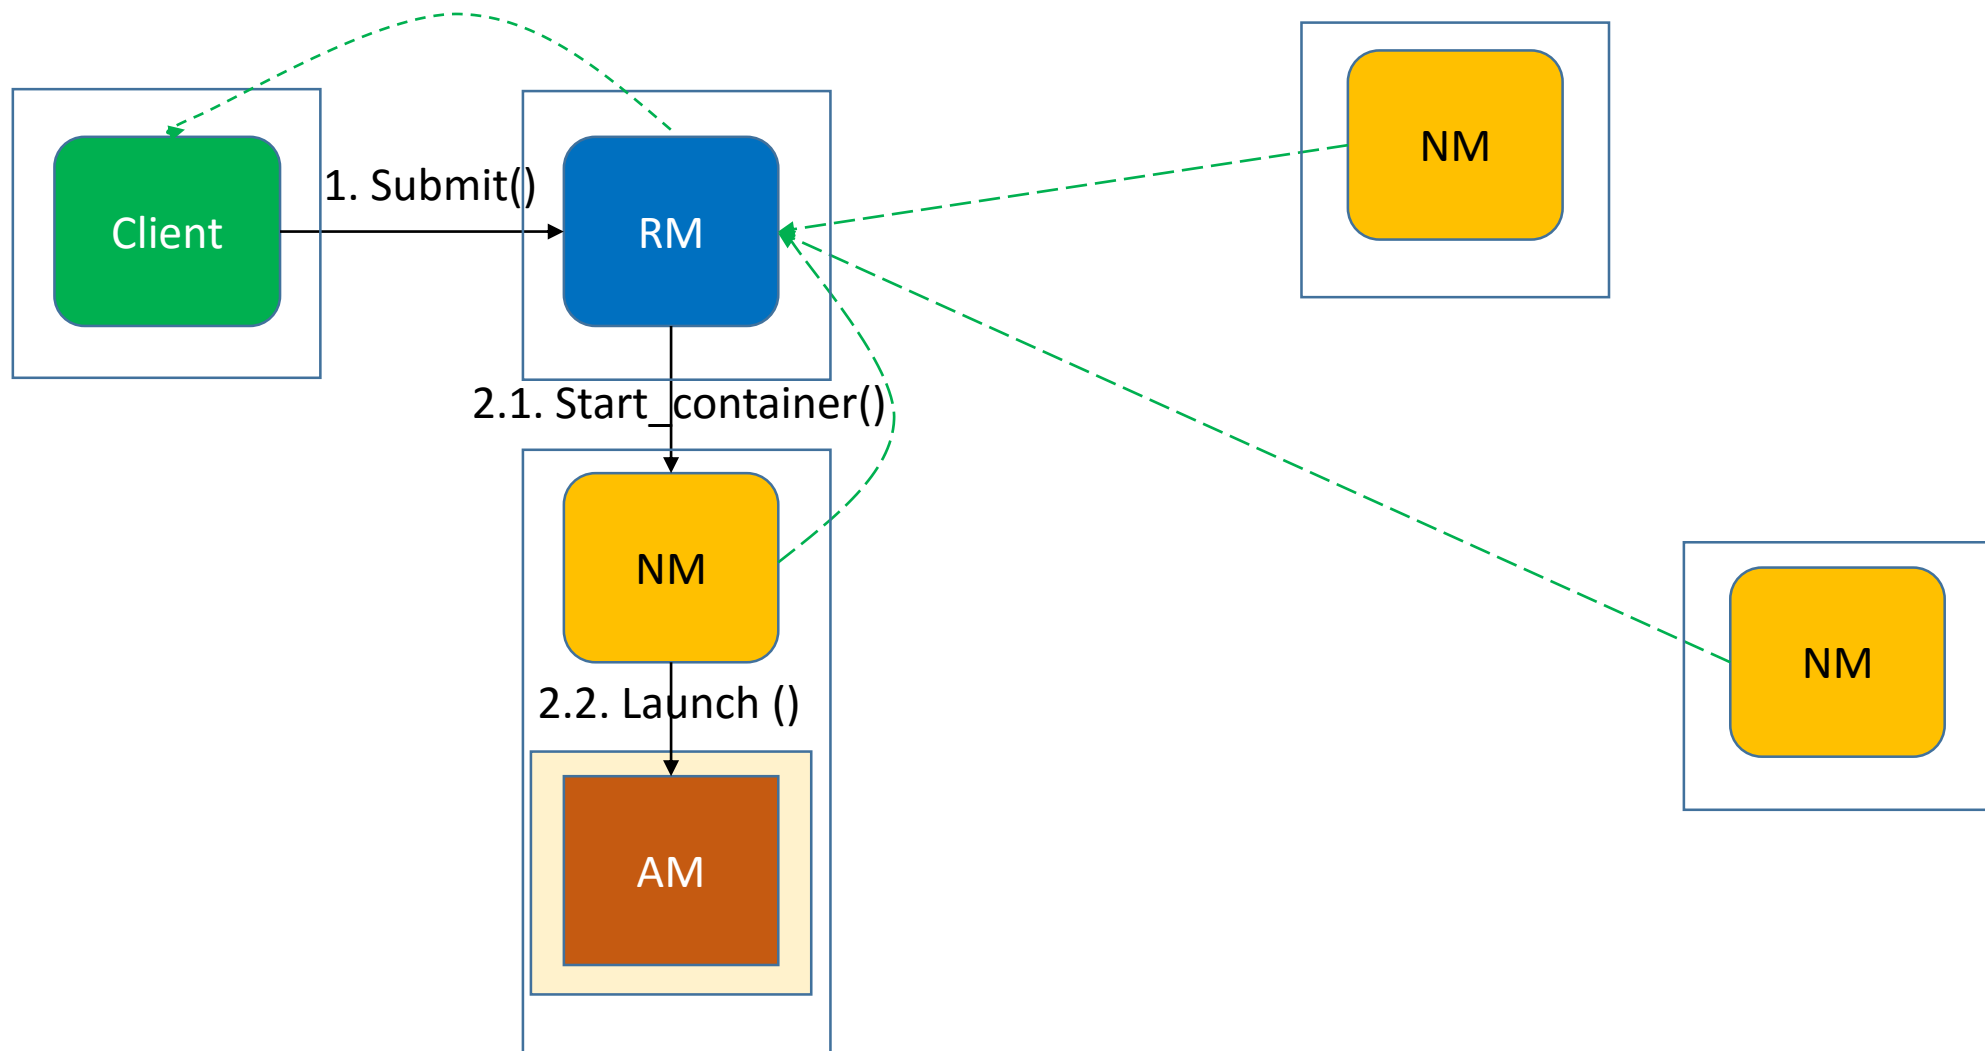 NM
1. Submit()
Client
RM
2.1. Start_container()
NM
NM
2.2. Launch ()
AM